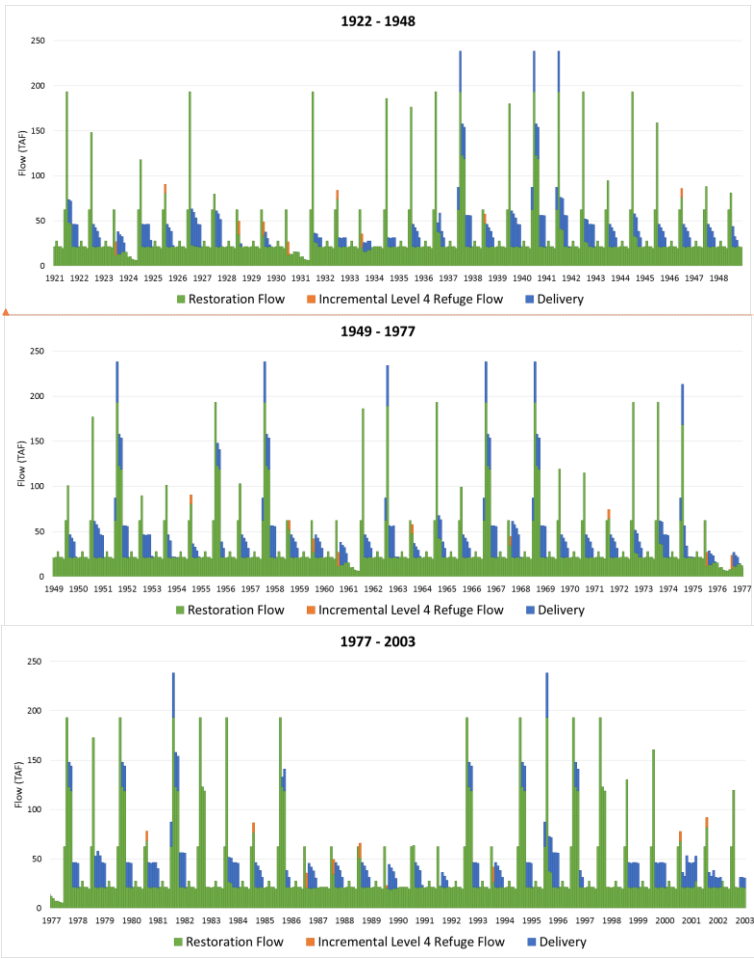 1922 - 1948
250
200
150
100
50
0
Flow (TAF)
1921 1922 1923 1924 1925 1926 1927 1928 1929 1930 1931 1932 1933 1934 1935 1936 1937 1938 1939 1940 1941 1942 1943 1944 1945 1946 1947 1948
Restoration Flow Incremental Level 4 Refuge Flow Delivery
1949 - 1977
250
200
150
100
50
0
Flow (TAF)
1949 1950 1951 1952 1953 1954 1955 1956 1957 1958 1959 1960 1961 1962 1963 1964 1965 1966 1967 1968 1969 1970 1971 1972 1973 1974 1975 1976 1977
Restoration Flow Incremental Level 4 Refuge Flow Delivery
1977 - 2003
250
200
150
100
50
0
Flow (TAF)
1977 1978 1979 1980 1981 1982 1983 1984 1985 1986 1987 1988 1989 1990 1991 1992 1993 1994 1995 1996 1997 1998 1999 2000 2001 2002 2003
Restoration Flow Incremental Level 4 Refuge Flow Delivery